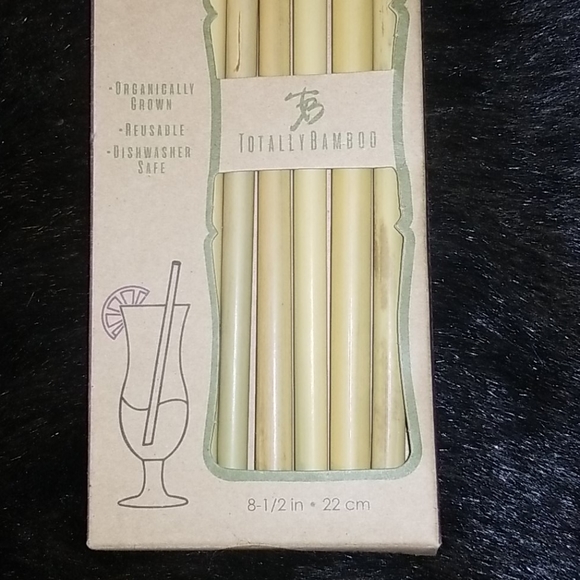 •Organically
Grown
•Reusable
•Dishwasher
Safe
TB
TotallyBamboo
8-1/2 in • 22 cm